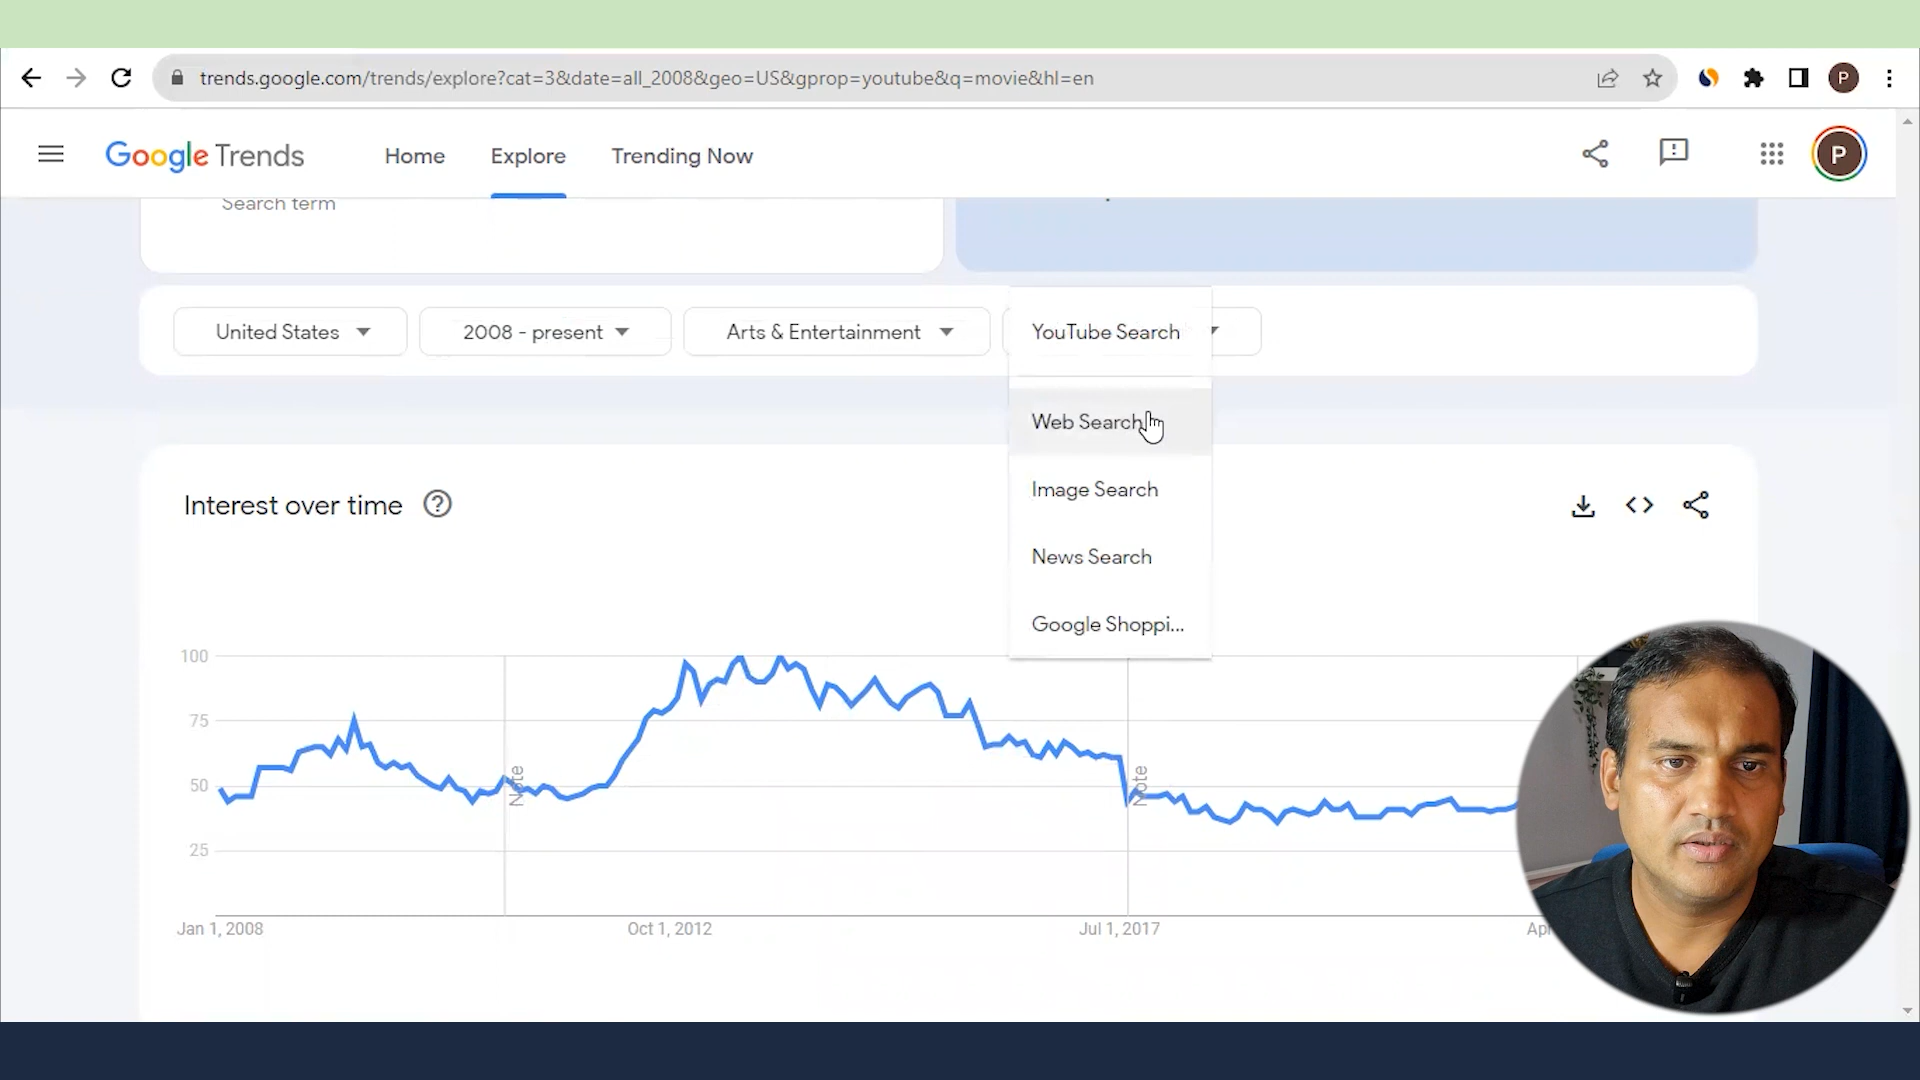 trends.google.com/trends/explore?cat=3&date=all_2008&geo=US&gprop=youtube&q=movie&hl=en
P
Google Trends
Home
Explore
Trending Now
P
Search term
United States
2008 - present
Arts & Entertainment
YouTube Search
Web Search
Image Search
News Search
Google Shoppi...
Interest over time
100
75
50
25
Note
Note
Jan 1, 2008
Oct 1, 2012
Jul 1, 2017